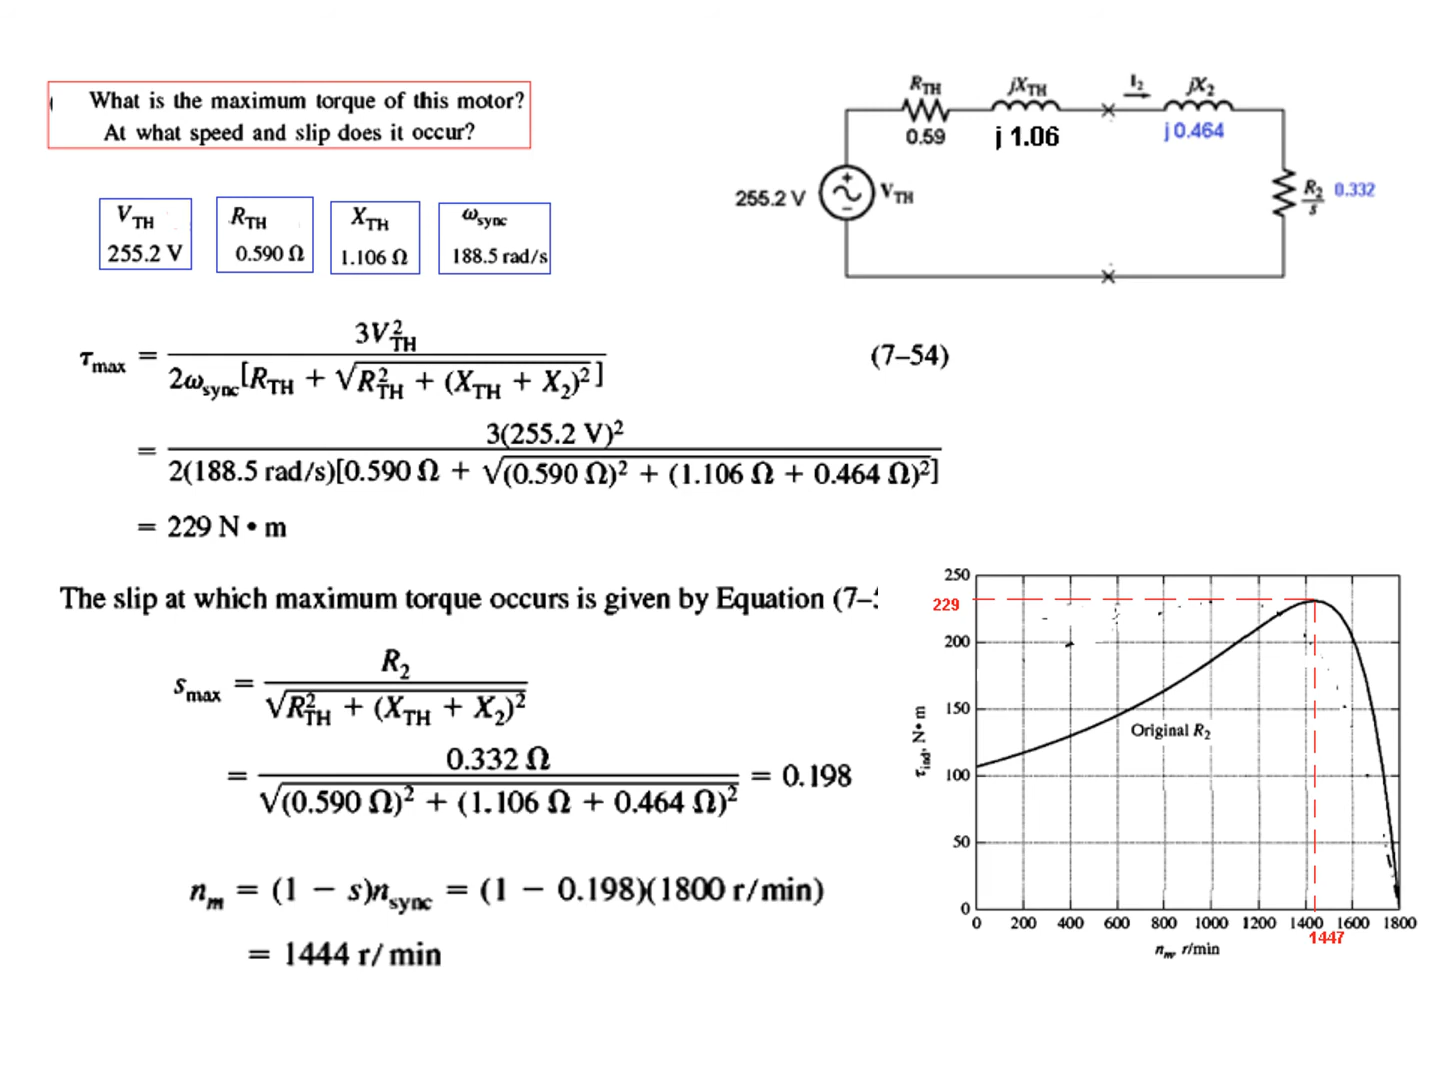 What is the maximum torque of this motor?
At what speed and slip does it occur?
V_TH
255.2 V
R_TH
0.590 Ω
X_TH
1.106 Ω
ω_sync
188.5 rad/s
R_TH
jX_TH
I_2
jX_2
0.59
j 1.06
j 0.464
255.2 V
+
−
V_TH
R_2/s
0.332
τ_max = 3V_TH^2 / 2ω_sync[R_TH + √R_TH^2 + (X_TH + X_2)^2]
(7–54)
= 3(255.2 V)^2 / 2(188.5 rad/s)[0.590 Ω + √(0.590 Ω)^2 + (1.106 Ω + 0.464 Ω)^2]
= 229 N • m
The slip at which maximum torque occurs is given by Equation (7–
s_max = R_2 / √R_TH^2 + (X_TH + X_2)^2
= 0.332 Ω / √(0.590 Ω)^2 + (1.106 Ω + 0.464 Ω)^2 = 0.198
n_m = (1 − s)n_sync = (1 − 0.198)(1800 r/min)
= 1444 r/min
250
229
200
150
100
50
0
τ_ind, N • m
Original R_2
0 200 400 600 800 1000 1200 1400 1600 1800
1447
n_m, r/min